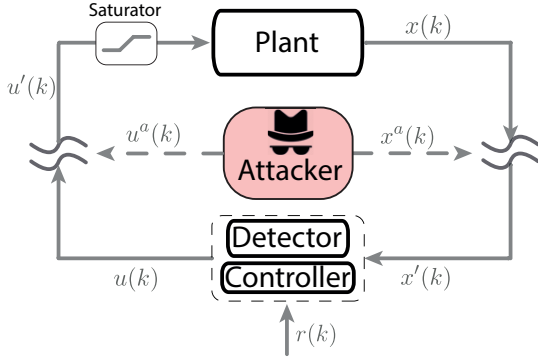 Saturator
Plant
x(k)
u'(k)
u^a(k)
x^a(k)
Attacker
Detector
Controller
u(k)
x'(k)
r(k)